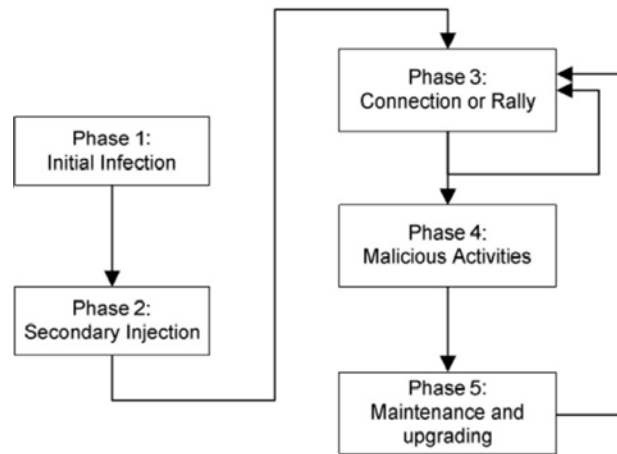 Phase 1:
Initial Infection
Phase 2:
Secondary Injection
Phase 3:
Connection or Rally
Phase 4:
Malicious Activities
Phase 5:
Maintenance and
upgrading